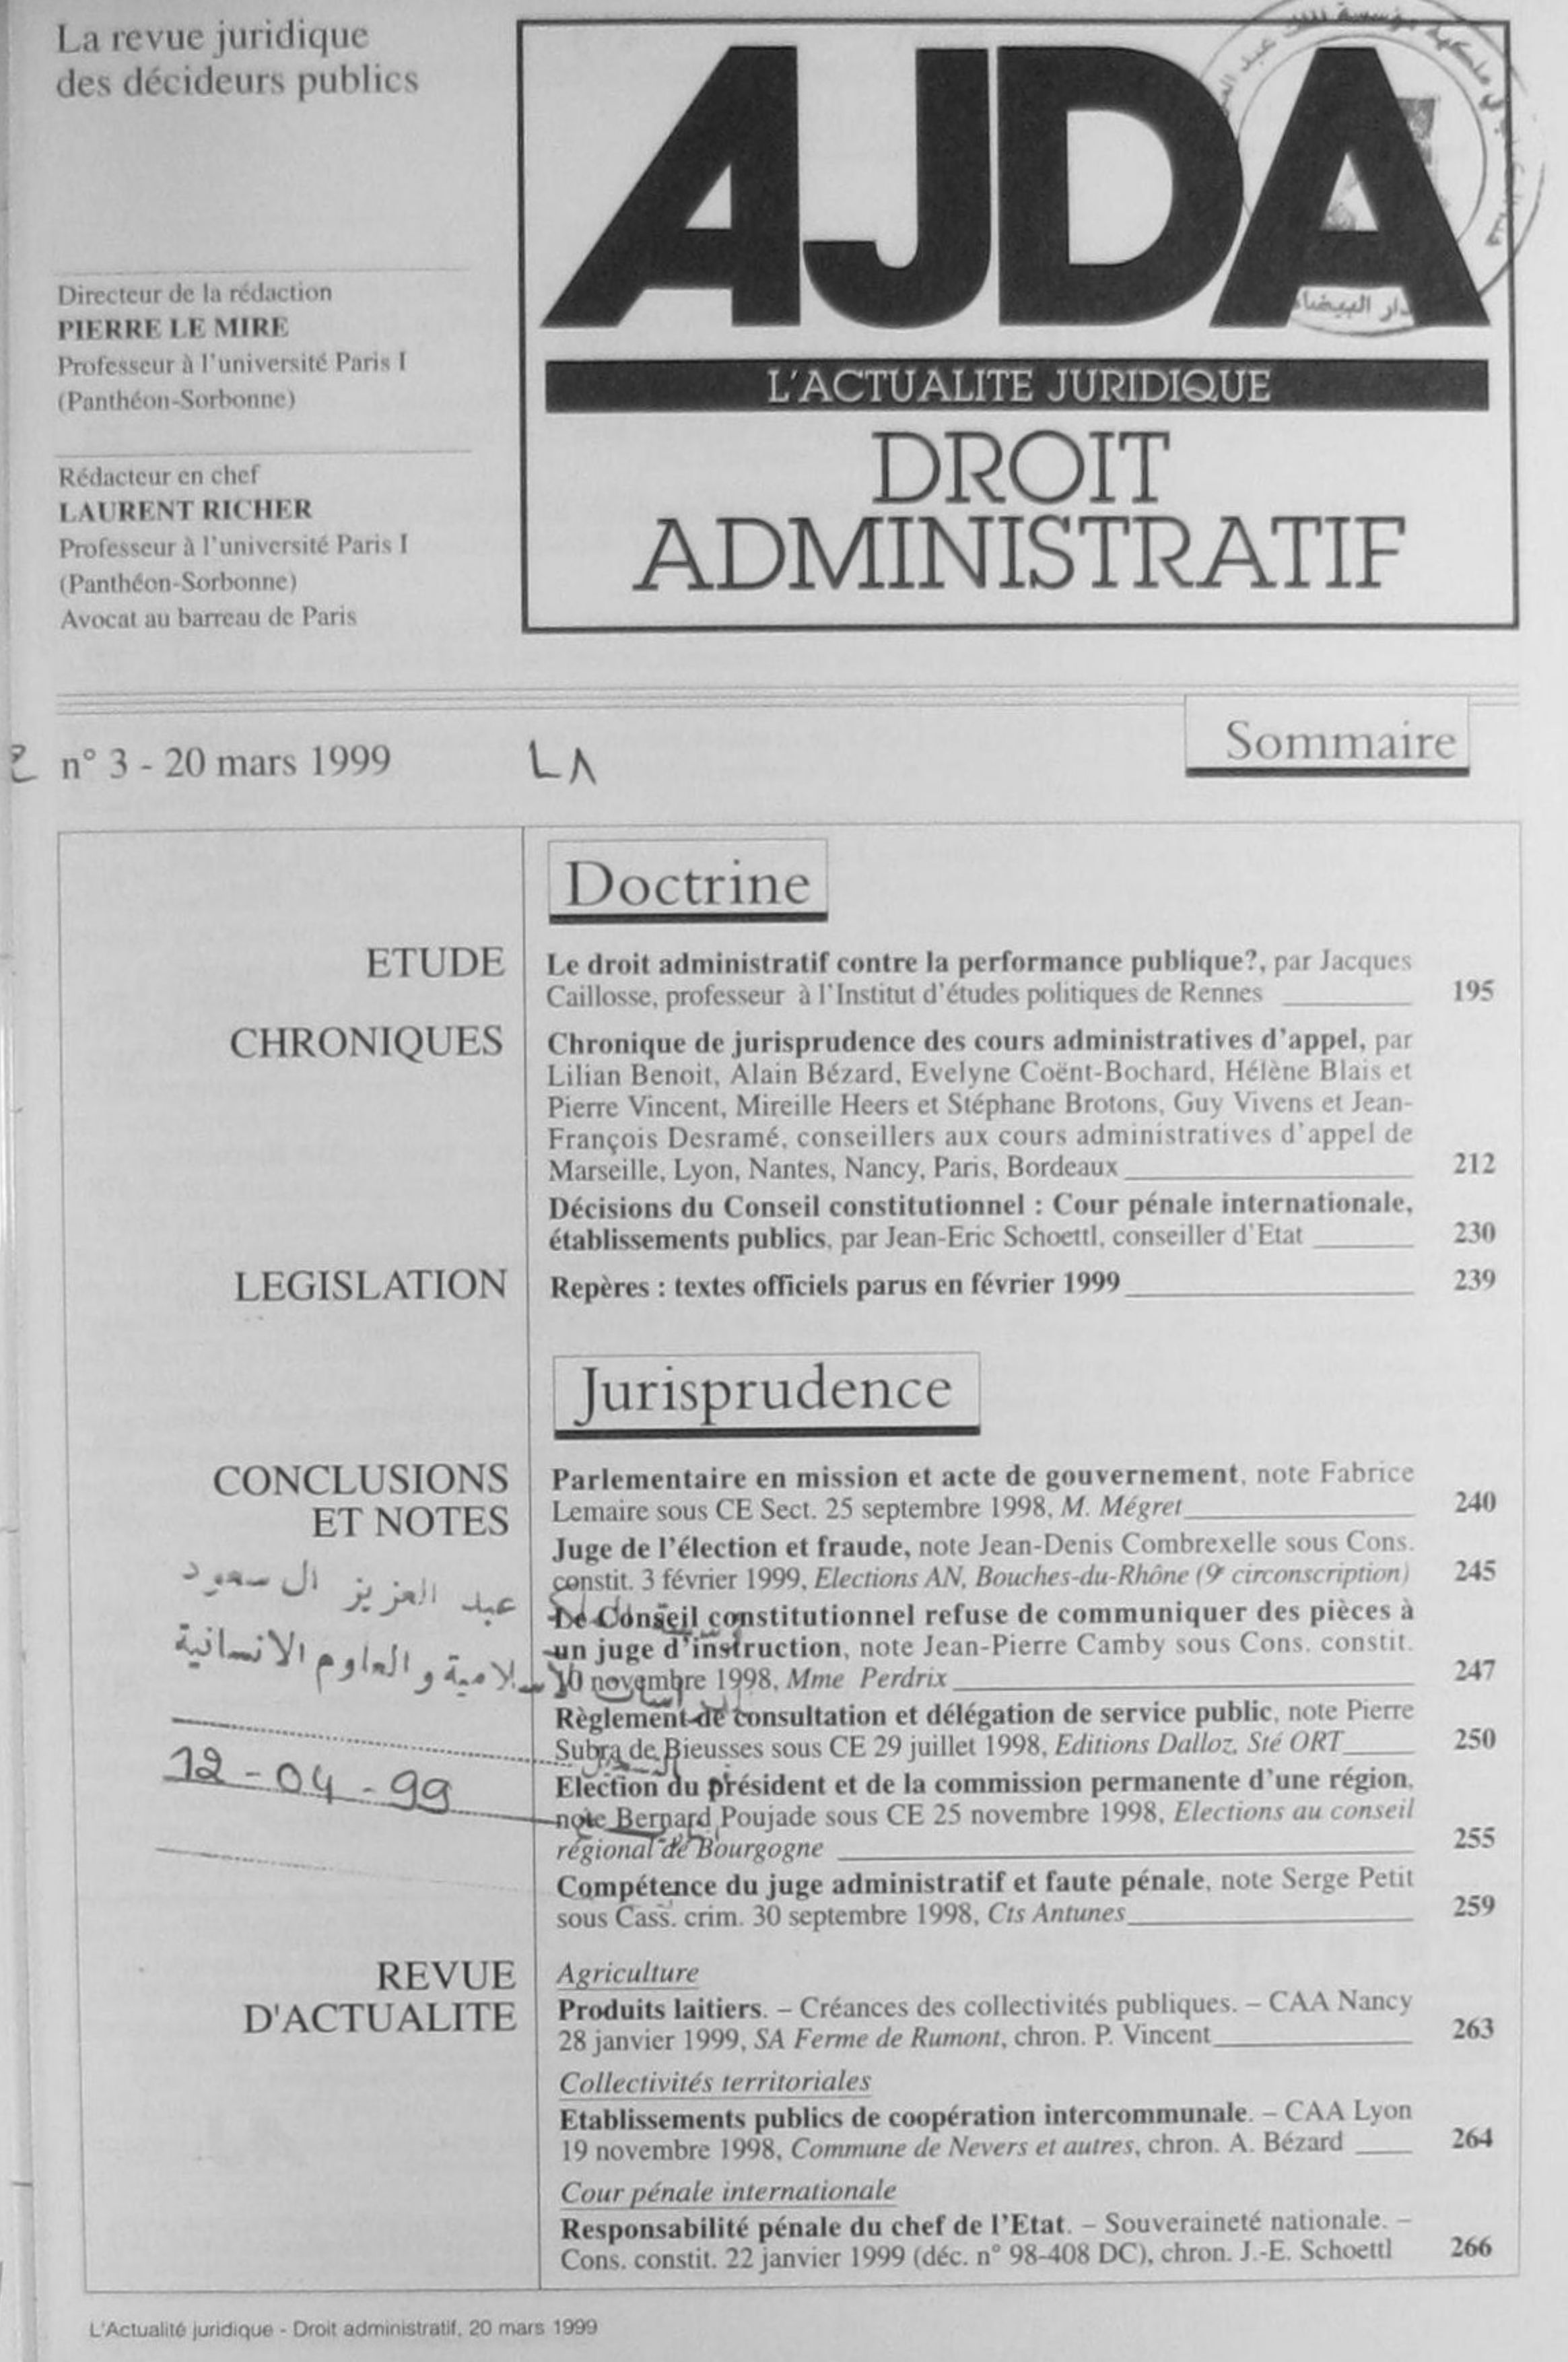 La revue juridique
des décideurs publics
Directeur de la rédaction
PIERRE LE MIRE
Professeur à l'université Paris I
(Panthéon-Sorbonne)
Rédacteur en chef
LAURENT RICHER
Professeur à l'université Paris I
(Panthéon-Sorbonne)
Avocat au barreau de Paris
AJDA
L'ACTUALITE JURIDIQUE
DROIT
ADMINISTRATIF
n° 3 - 20 mars 1999
Sommaire
Doctrine
ETUDE
Le droit administratif contre la performance publique?, par Jacques
Caillosse, professeur à l'Institut d'études politiques de Rennes 195
CHRONIQUES
Chronique de jurisprudence des cours administratives d'appel, par
Lilian Benoit, Alain Bézard, Evelyne Coënt-Bochard, Hélène Blais et
Pierre Vincent, Mireille Heers et Stéphane Brotons, Guy Vivens et Jean-
François Desramé, conseillers aux cours administratives d'appel de
Marseille, Lyon, Nantes, Nancy, Paris, Bordeaux 212
Décisions du Conseil constitutionnel : Cour pénale internationale,
établissements publics, par Jean-Eric Schoettl, conseiller d'Etat 230
LEGISLATION
Repères : textes officiels parus en février 1999 239
Jurisprudence
CONCLUSIONS
ET NOTES
Parlementaire en mission et acte de gouvernement, note Fabrice
Lemaire sous CE Sect. 25 septembre 1998, M. Mégret 240
Juge de l'élection et fraude, note Jean-Denis Combrexelle sous Cons.
constit. 3 février 1999, Elections AN, Bouches-du-Rhône (9e circonscription) 245
Le Conseil constitutionnel refuse de communiquer des pièces à
un juge d'instruction, note Jean-Pierre Camby sous Cons. constit.
10 novembre 1998, Mme Perdrix 247
Règlement de consultation et délégation de service public, note Pierre
Subra de Bieusses sous CE 29 juillet 1998, Editions Dalloz, Sté ORT 250
Election du président et de la commission permanente d'une région,
note Bernard Poujade sous CE 25 novembre 1998, Elections au conseil
régional de Bourgogne 255
Compétence du juge administratif et faute pénale, note Serge Petit
sous Cass. crim. 30 septembre 1998, Cts Antunes 259
عبد العزيز ال سعود
والعلوم الانسانية
12-04-99
REVUE
D'ACTUALITE
Agriculture
Produits laitiers. – Créances des collectivités publiques. – CAA Nancy
28 janvier 1999, SA Ferme de Rumont, chron. P. Vincent 263
Collectivités territoriales
Etablissements publics de coopération intercommunale. – CAA Lyon
19 novembre 1998, Commune de Nevers et autres, chron. A. Bézard 264
Cour pénale internationale
Responsabilité pénale du chef de l'Etat. – Souveraineté nationale. –
Cons. constit. 22 janvier 1999 (déc. n° 98-408 DC), chron. J.-E. Schoettl 266
L'Actualité juridique - Droit administratif, 20 mars 1999